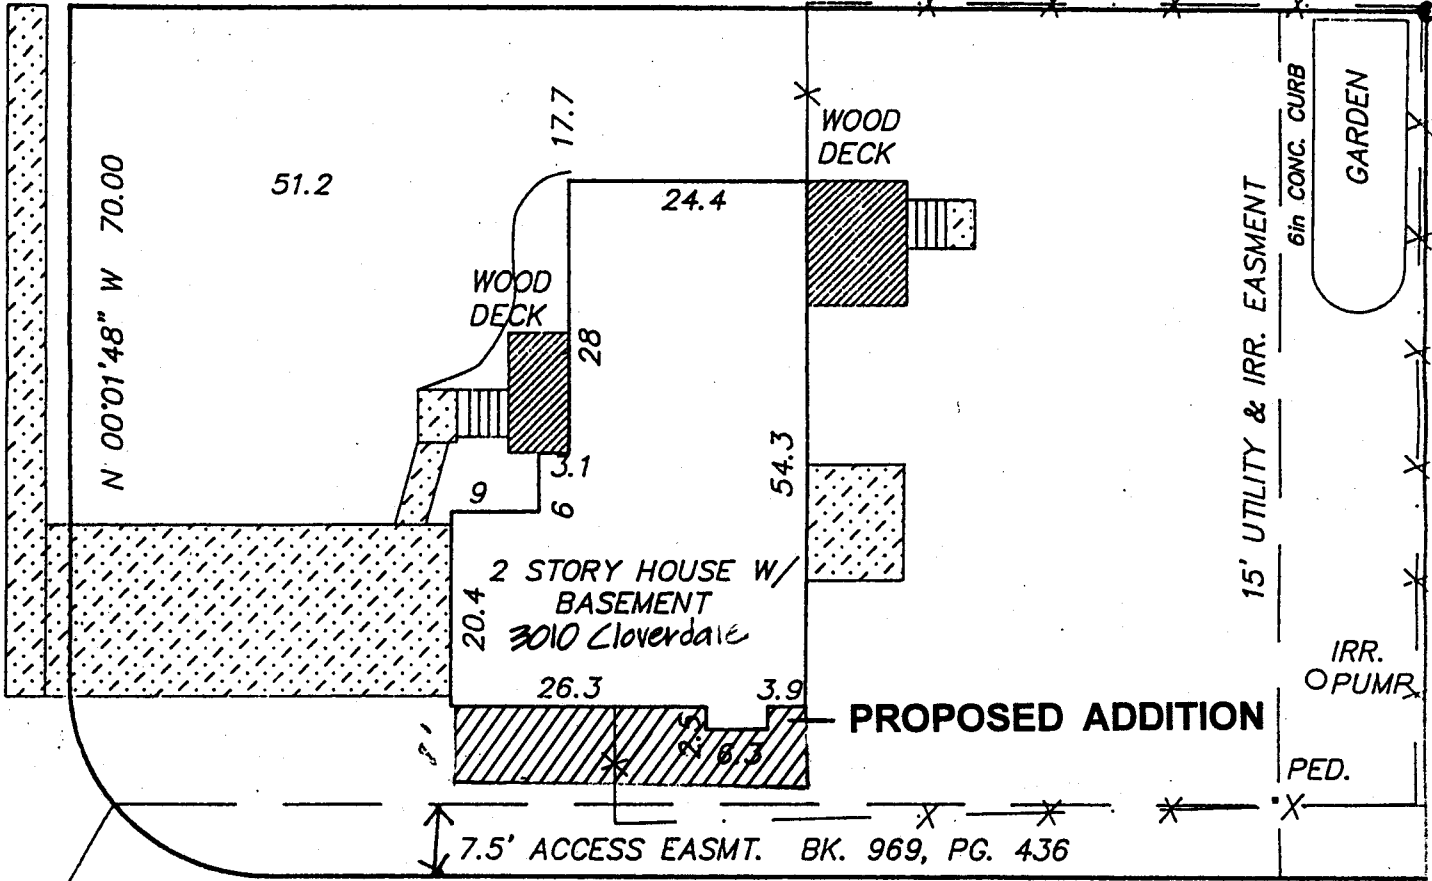 17.7
WOOD
DECK
6in CONC. CURB
GARDEN
N 00°01'48" W 70.00
51.2
24.4
WOOD
DECK
28
15' UTILITY & IRR. EASMENT
3.1
9
6
54.3
2 STORY HOUSE W/
BASEMENT
3010 Cloverdale
20.4
IRR.
PUMP
26.3
3.9
2.5
6.3
PROPOSED ADDITION
PED.
7.5' ACCESS EASMT. BK. 969, PG. 436